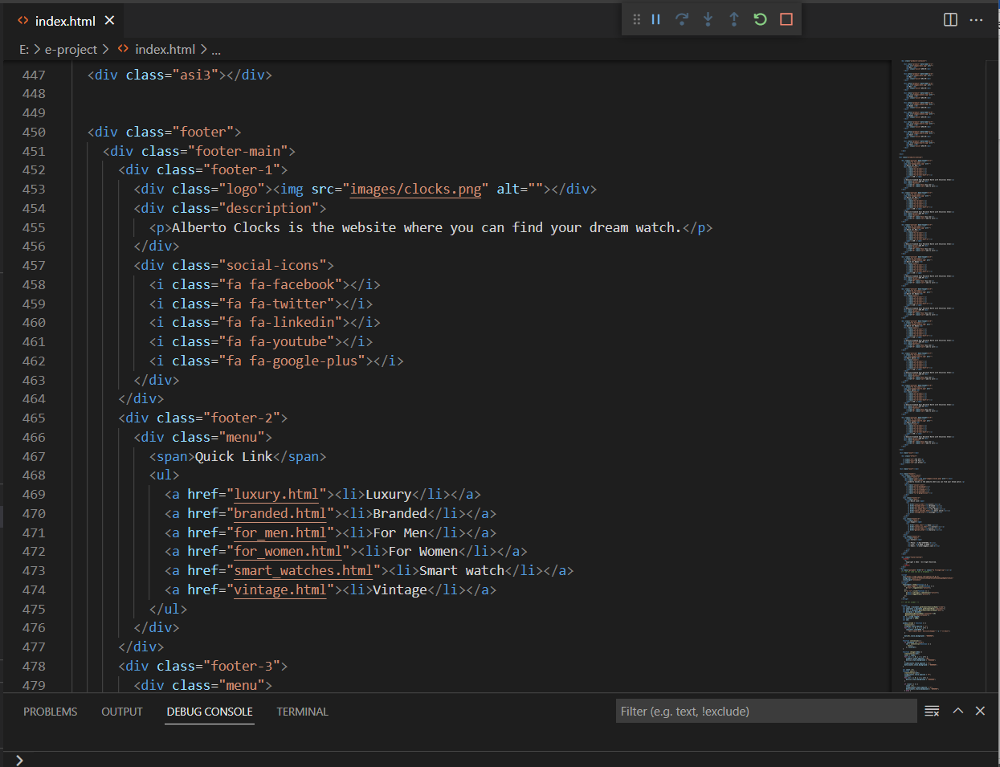 index.html
E: > e-project > index.html > ...
447 <div class="asi3"></div>
448
449
450 <div class="footer">
451 <div class="footer-main">
452 <div class="footer-1">
453 <div class="logo"><img src="images/clocks.png" alt=""></div>
454 <div class="description">
455 <p>Alberto Clocks is the website where you can find your dream watch.</p>
456 </div>
457 <div class="social-icons">
458 <i class="fa fa-facebook"></i>
459 <i class="fa fa-twitter"></i>
460 <i class="fa fa-linkedin"></i>
461 <i class="fa fa-youtube"></i>
462 <i class="fa fa-google-plus"></i>
463 </div>
464 </div>
465 <div class="footer-2">
466 <div class="menu">
467 <span>Quick Link</span>
468 <ul>
469 <a href="luxury.html"><li>Luxury</li></a>
470 <a href="branded.html"><li>Branded</li></a>
471 <a href="for_men.html"><li>For Men</li></a>
472 <a href="for_women.html"><li>For Women</li></a>
473 <a href="smart_watches.html"><li>Smart watch</li></a>
474 <a href="vintage.html"><li>Vintage</li></a>
475 </ul>
476 </div>
477 </div>
478 <div class="footer-3">
479 <div class="menu">
PROBLEMS OUTPUT DEBUG CONSOLE TERMINAL Filter (e.g. text, !exclude)